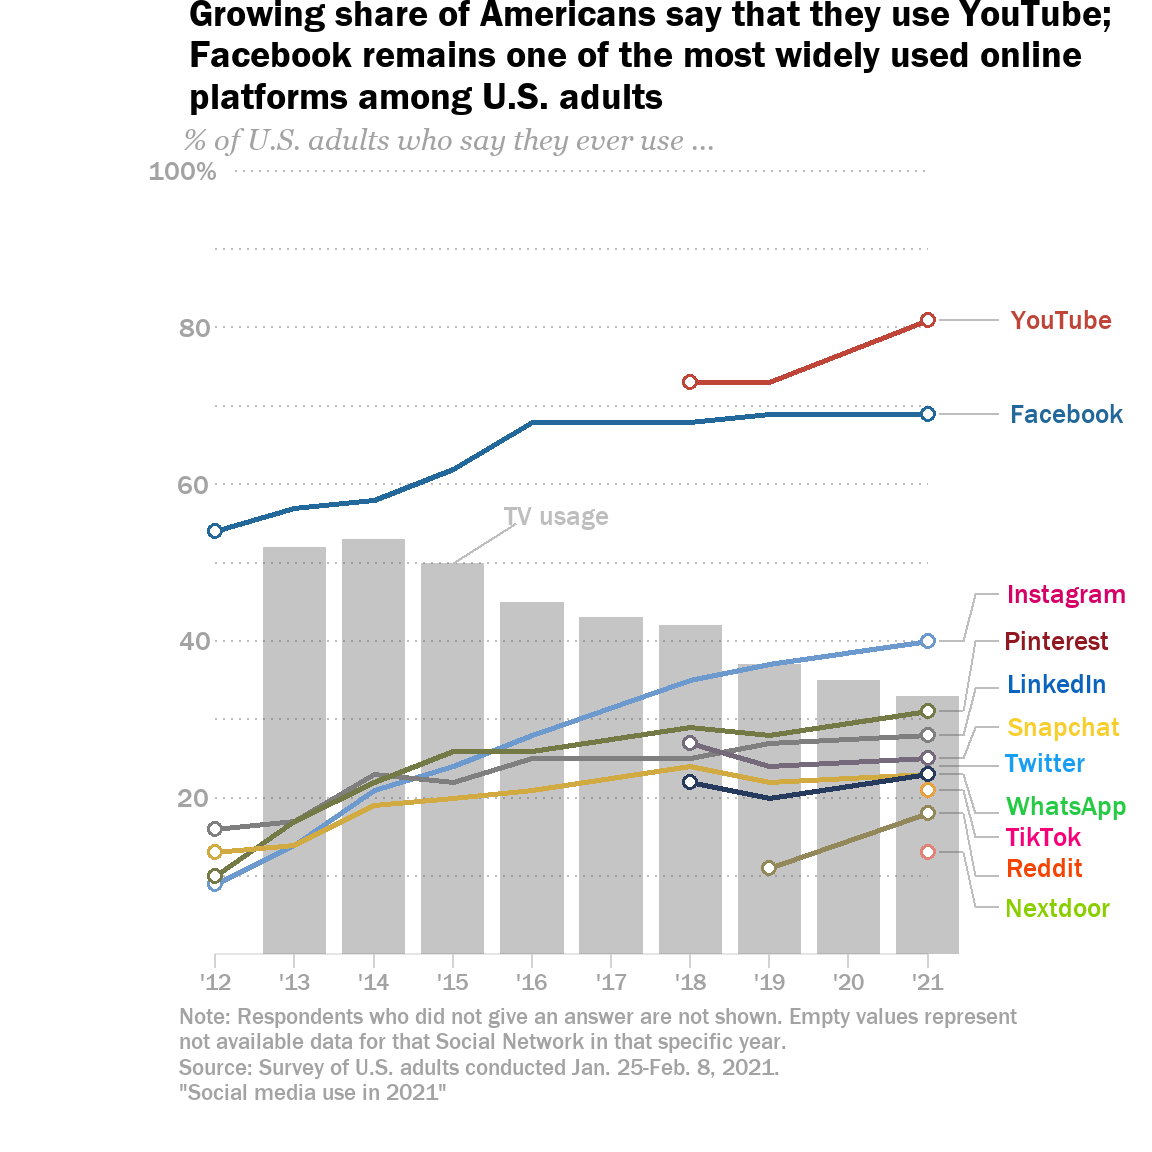 Growing share of Americans say that they use YouTube;
Facebook remains one of the most widely used online
platforms among U.S. adults
% of U.S. adults who say they ever use ...
100%
80
YouTube
Facebook
60
TV usage
Instagram
40
Pinterest
LinkedIn
Snapchat
Twitter
20
WhatsApp
TikTok
Reddit
Nextdoor
'12 '13 '14 '15 '16 '17 '18 '19 '20 '21
Note: Respondents who did not give an answer are not shown. Empty values represent
not available data for that Social Network in that specific year.
Source: Survey of U.S. adults conducted Jan. 25-Feb. 8, 2021.
"Social media use in 2021"